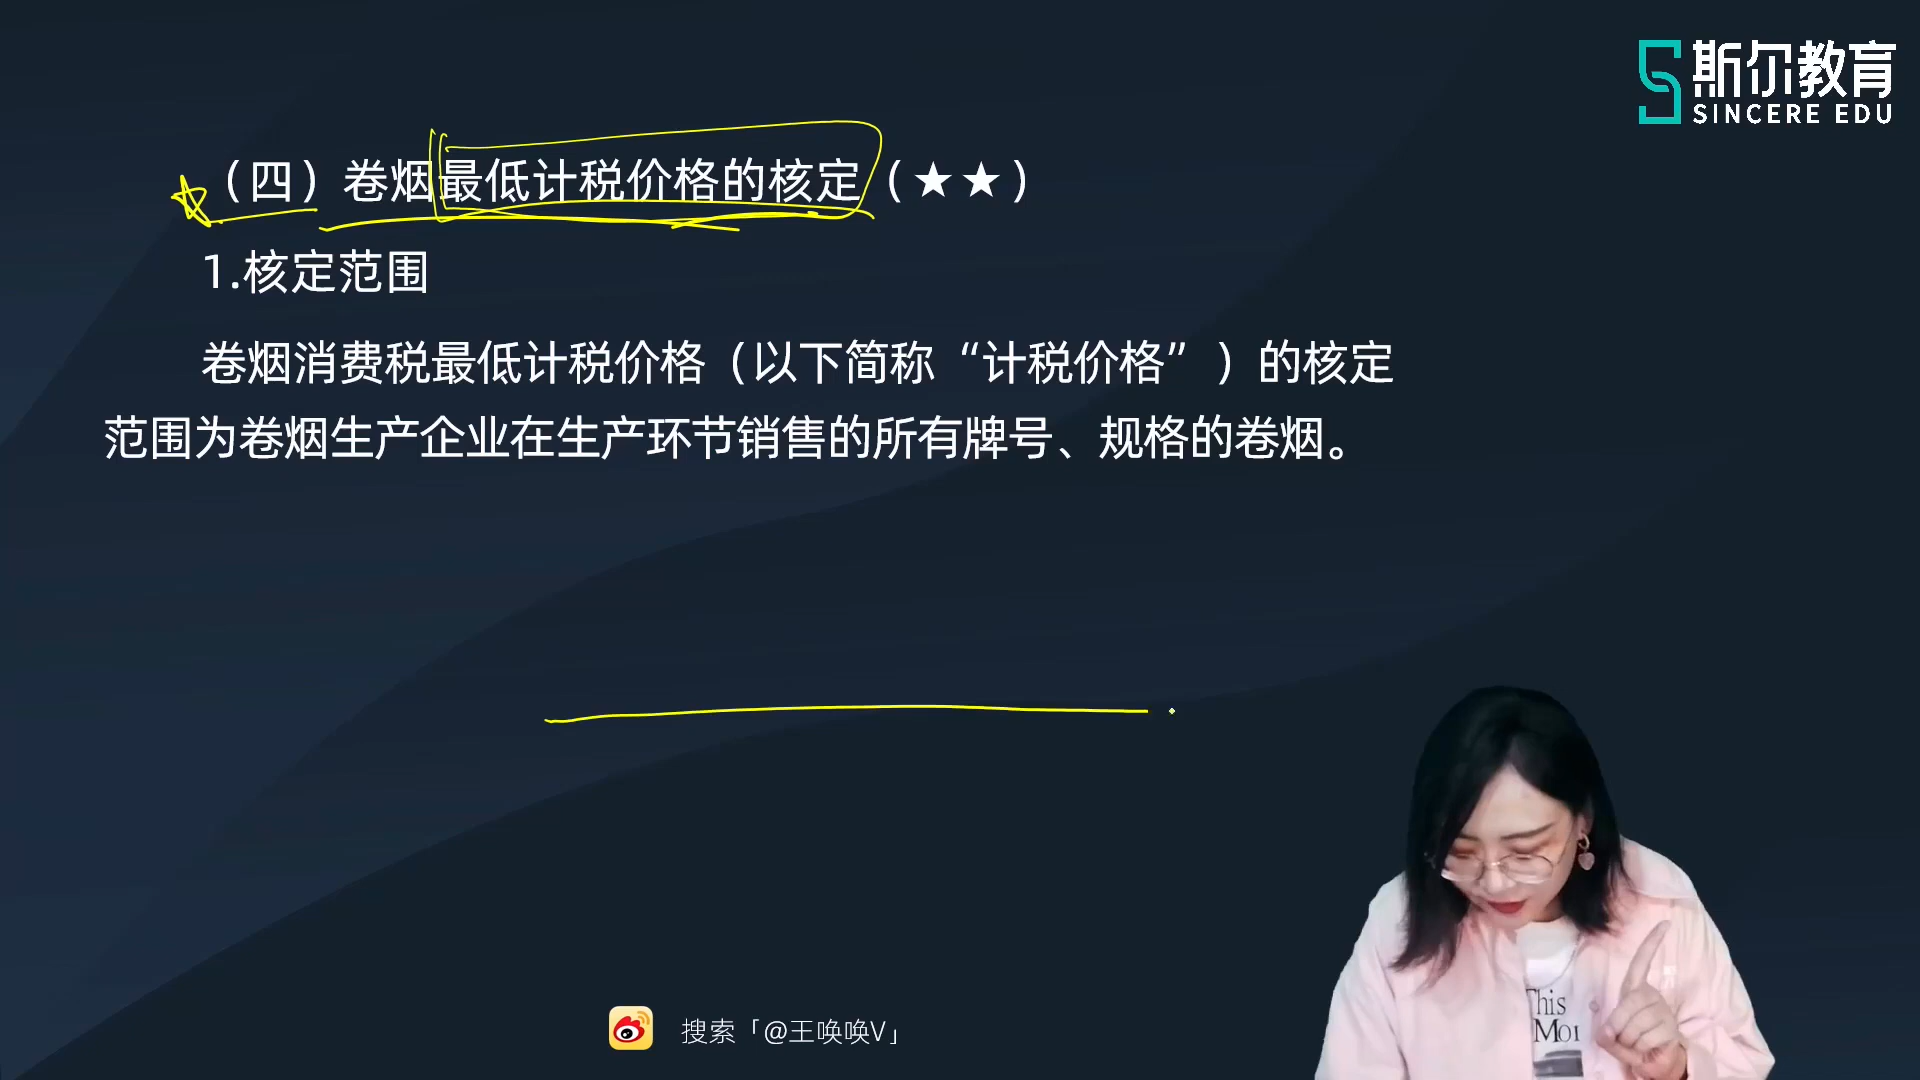 斯尔教育
SINCERE EDU
（四）卷烟最低计税价格的核定（★★）
1.核定范围
卷烟消费税最低计税价格（以下简称“计税价格”）的核定
范围为卷烟生产企业在生产环节销售的所有牌号、规格的卷烟。
This
Mo
搜索「@王唤唤V」